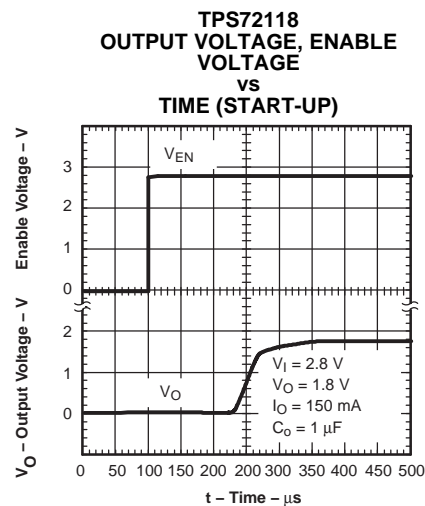 TPS72118
OUTPUT VOLTAGE, ENABLE
VOLTAGE
vs
TIME (START-UP)
Enable Voltage – V
3
2
1
0
VEN
VO – Output Voltage – V
2
1
0
VO
VI = 2.8 V
VO = 1.8 V
IO = 150 mA
Co = 1 µF
0 50 100 150 200 250 300 350 400 450 500
t – Time – µs